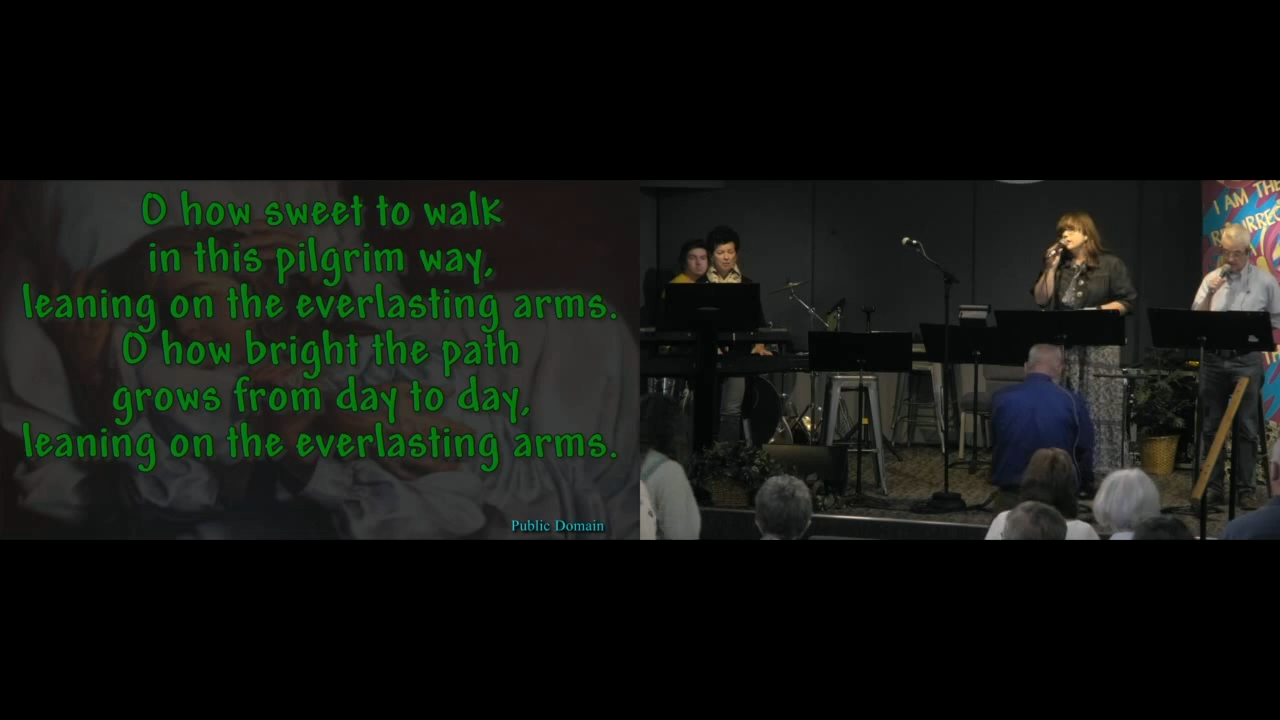 O how sweet to walk
in this pilgrim way,
leaning on the everlasting arms.
O how bright the path
grows from day to day,
leaning on the everlasting arms.
Public Domain
I AM THE